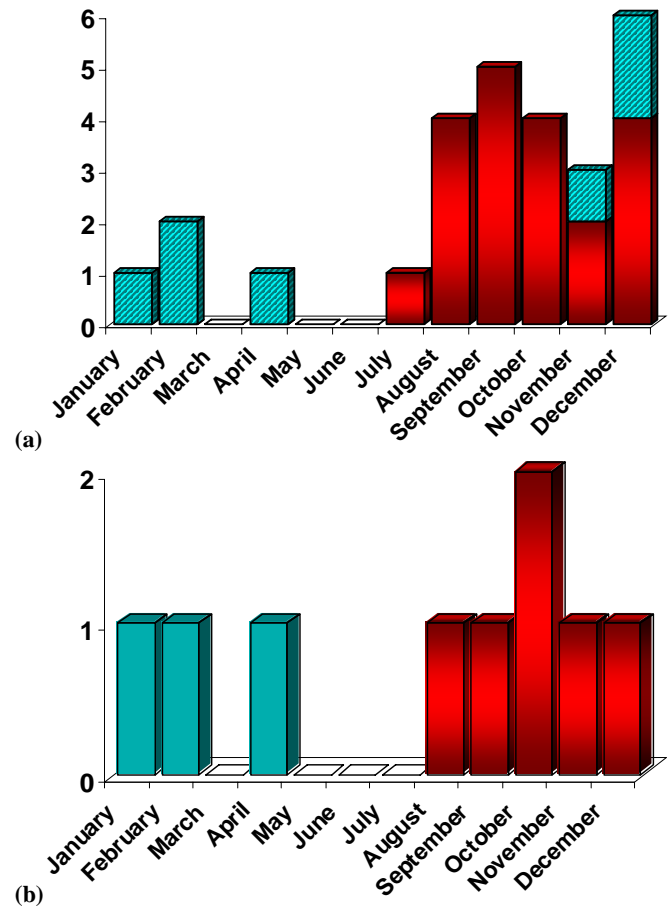 6
5
4
3
2
1
0
January
February
March
April
May
June
July
August
September
October
November
December
(a)
2
1
0
January
February
March
April
May
June
July
August
September
October
November
December
(b)